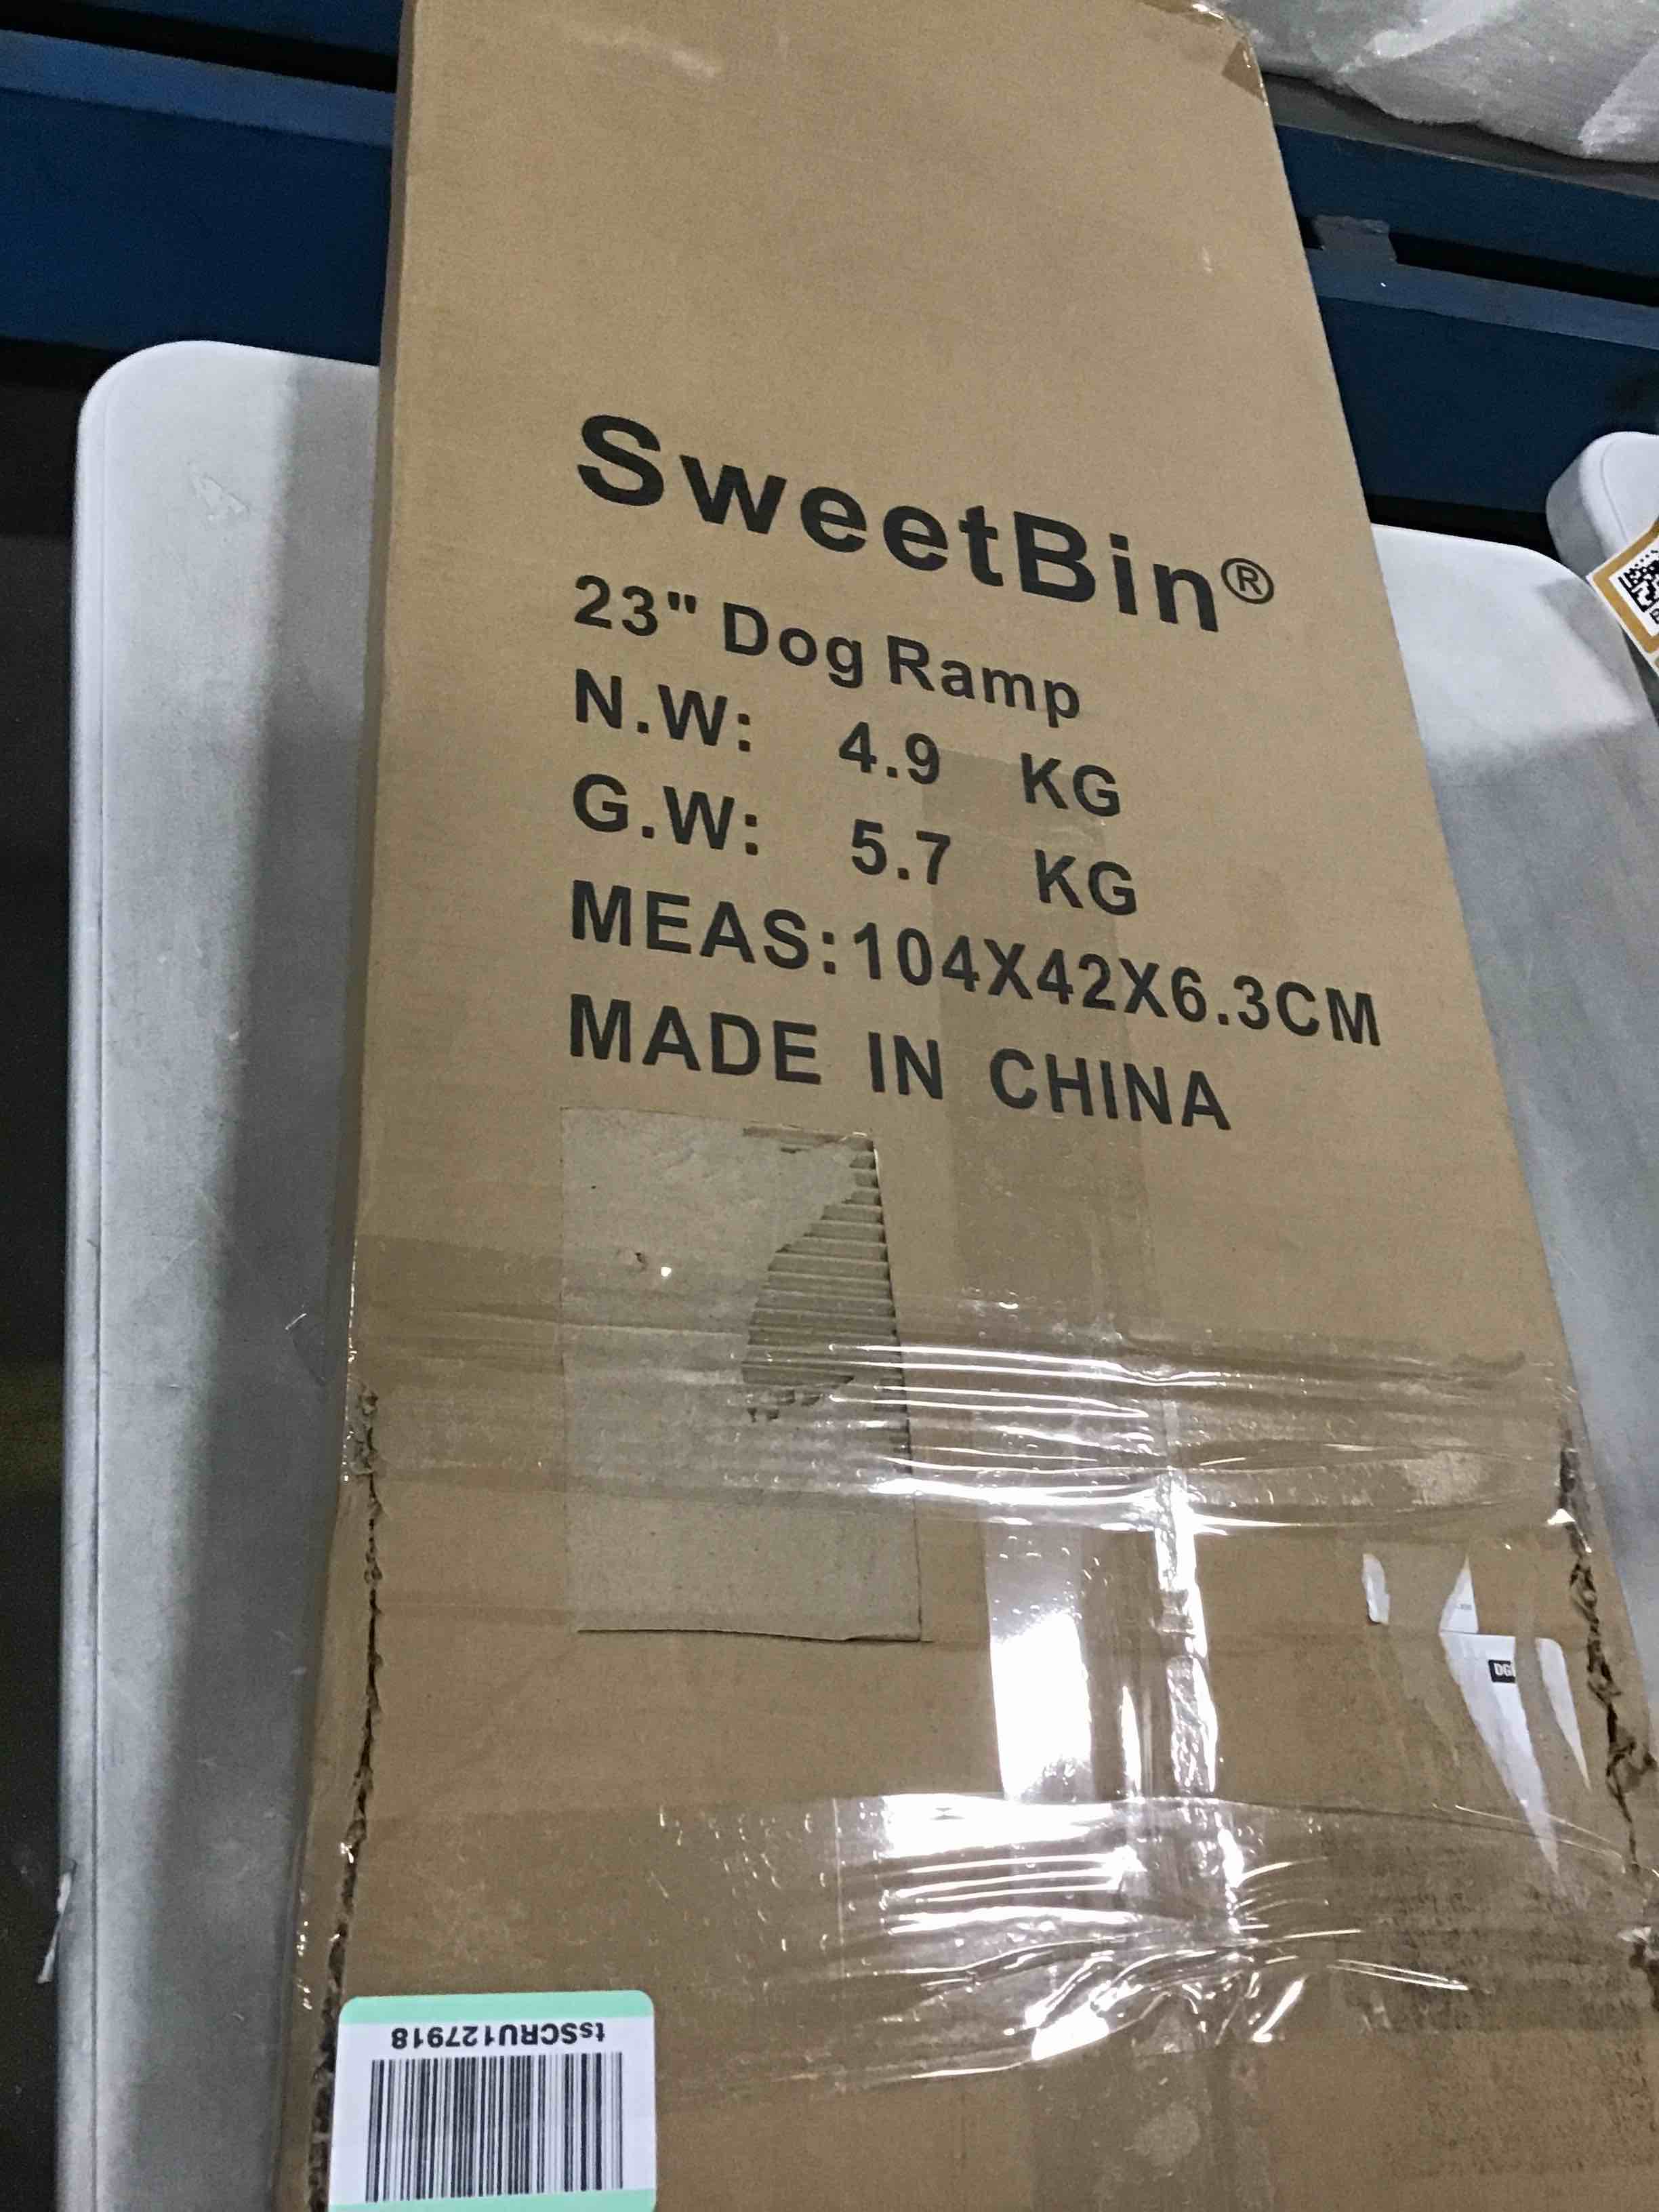 SweetBin®
23" Dog Ramp
N.W: 4.9 KG
G.W: 5.7 KG
MEAS:104X42X6.3CM
MADE IN CHINA
tsSCRU127918